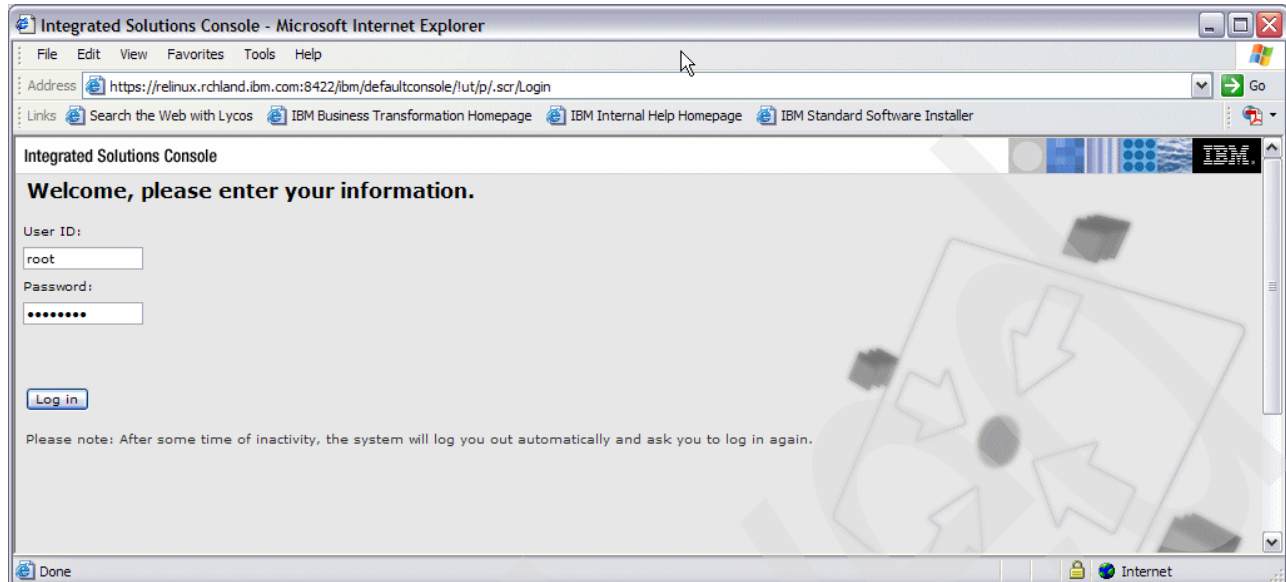 Integrated Solutions Console - Microsoft Internet Explorer
File Edit View Favorites Tools Help
Address https://relinux.rchland.ibm.com:8422/ibm/defaultconsole/!ut/p/.scr/Login Go
Links Search the Web with Lycos IBM Business Transformation Homepage IBM Internal Help Homepage IBM Standard Software Installer
Integrated Solutions Console IBM.
Welcome, please enter your information.
User ID:
root
Password:
••••••••
Log in
Please note: After some time of inactivity, the system will log you out automatically and ask you to log in again.
Done Internet